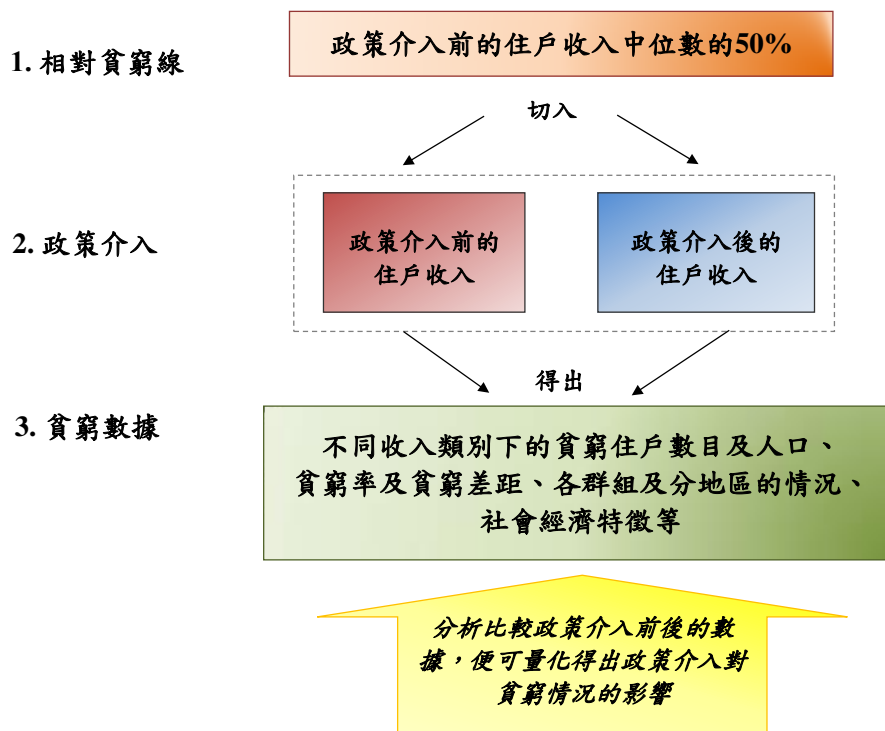 政策介入前的住戶收入中位數的50%
1. 相對貧窮線
切入
2. 政策介入
政策介入前的
住戶收入
政策介入後的
住戶收入
得出
3. 貧窮數據
不同收入類別下的貧窮住戶數目及人口、
貧窮率及貧窮差距、各群組及分地區的情況、
社會經濟特徵等
分析比較政策介入前後的數
據，便可量化得出政策介入對
貧窮情況的影響